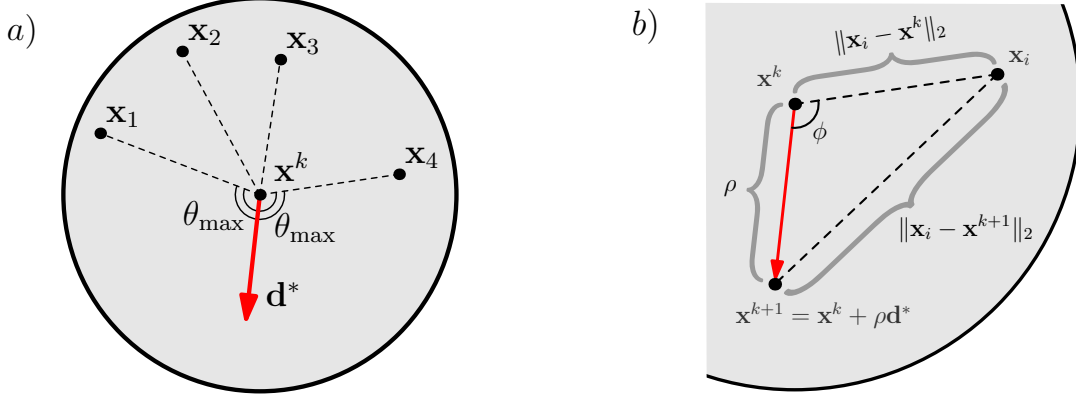 a)
x₂
x₃
x₁
xᵏ
x₄
θmax
θmax
d*
b)
‖xᵢ − xᵏ‖₂
xᵢ
xᵏ
ϕ
ρ
‖xᵢ − xᵏ⁺¹‖₂
xᵏ⁺¹ = xᵏ + ρd*